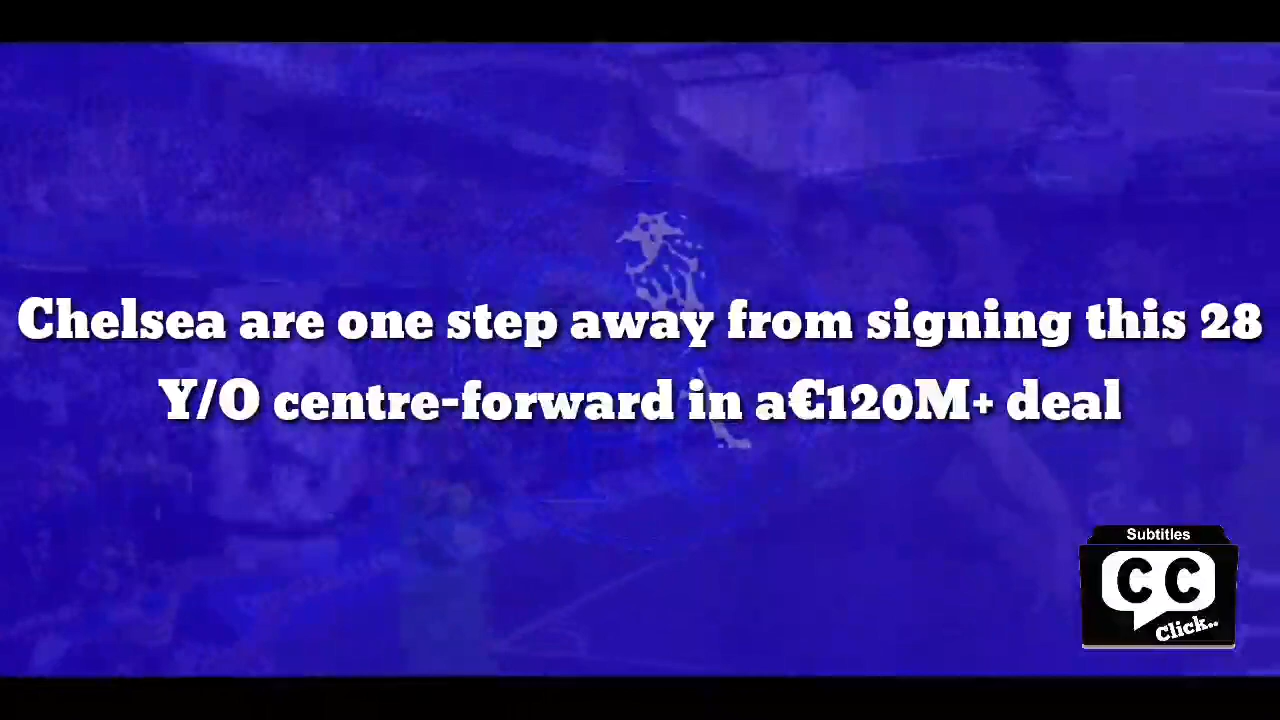 Chelsea are one step away from signing this 28
Y/O centre-forward in a€120M+ deal
Subtitles
CC
Click..